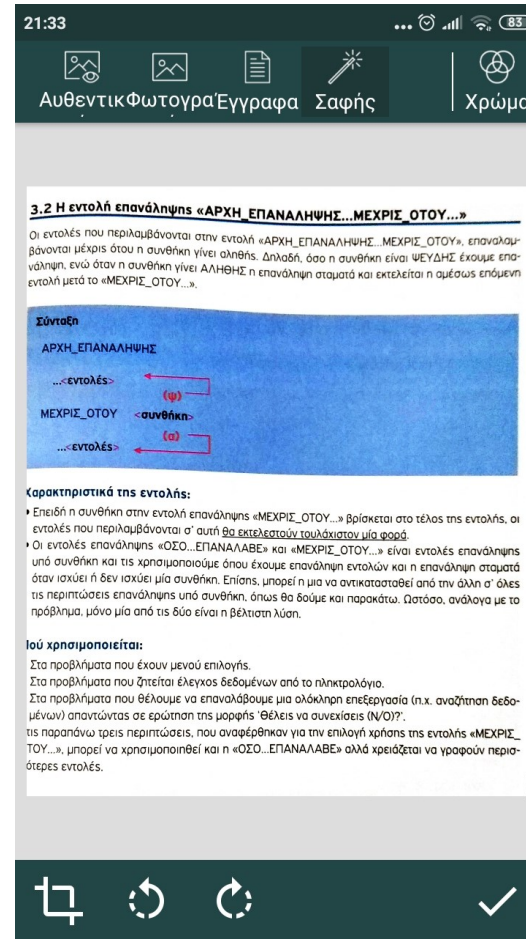 21:33
... 83
Αυθεντικ Φωτογρα Έγγραφα Σαφής Χρώμα
3.2 Η εντολή επανάληψης «ΑΡΧΗ_ΕΠΑΝΑΛΗΨΗΣ...ΜΕΧΡΙΣ_ΟΤΟΥ...»
Οι εντολές που περιλαμβάνονται στην εντολή «ΑΡΧΗ_ΕΠΑΝΑΛΗΨΗΣ...ΜΕΧΡΙΣ_ΟΤΟΥ», επαναλαμ-
βάνονται μέχρις ότου η συνθήκη γίνει αληθής. Δηλαδή, όσο η συνθήκη είναι ΨΕΥΔΗΣ έχουμε επα-
νάληψη, ενώ όταν η συνθήκη γίνει ΑΛΗΘΗΣ η επανάληψη σταματά και εκτελείται η αμέσως επόμενη
εντολή μετά το «ΜΕΧΡΙΣ_ΟΤΟΥ...».
Σύνταξη
ΑΡΧΗ_ΕΠΑΝΑΛΗΨΗΣ
...<εντολές>
(ψ)
ΜΕΧΡΙΣ_ΟΤΟΥ <συνθήκη>
(α)
...<εντολές>
Χαρακτηριστικά της εντολής:
• Επειδή η συνθήκη στην εντολή επανάληψης «ΜΕΧΡΙΣ_ΟΤΟΥ...» βρίσκεται στο τέλος της εντολής, οι
εντολές που περιλαμβάνονται σ' αυτή θα εκτελεστούν τουλάχιστον μία φορά.
• Οι εντολές επανάληψης «ΟΣΟ...ΕΠΑΝΑΛΑΒΕ» και «ΜΕΧΡΙΣ_ΟΤΟΥ...» είναι εντολές επανάληψης
υπό συνθήκη και τις χρησιμοποιούμε όπου έχουμε επανάληψη εντολών και η επανάληψη σταματά
όταν ισχύει ή δεν ισχύει μία συνθήκη. Επίσης, μπορεί η μια να αντικατασταθεί από την άλλη σ' όλες
τις περιπτώσεις επανάληψης υπό συνθήκη, όπως θα δούμε και παρακάτω. Ωστόσο, ανάλογα με το
πρόβλημα, μόνο μία από τις δύο είναι η βέλτιστη λύση.
Πού χρησιμοποιείται:
Στα προβλήματα που έχουν μενού επιλογής.
Στα προβλήματα που ζητείται έλεγχος δεδομένων από το πληκτρολόγιο.
Στα προβλήματα που θέλουμε να επαναλάβουμε μια ολόκληρη επεξεργασία (π.χ. αναζήτηση δεδο-
μένων) απαντώντας σε ερώτηση της μορφής 'Θέλεις να συνεχίσεις (Ν/Ο)?'.
τις παραπάνω τρεις περιπτώσεις, που αναφέρθηκαν για την επιλογή χρήσης της εντολής «ΜΕΧΡΙΣ_
ΤΟΥ...», μπορεί να χρησιμοποιηθεί και η «ΟΣΟ...ΕΠΑΝΑΛΑΒΕ» αλλά χρειάζεται να γραφούν περισ-
ότερες εντολές.